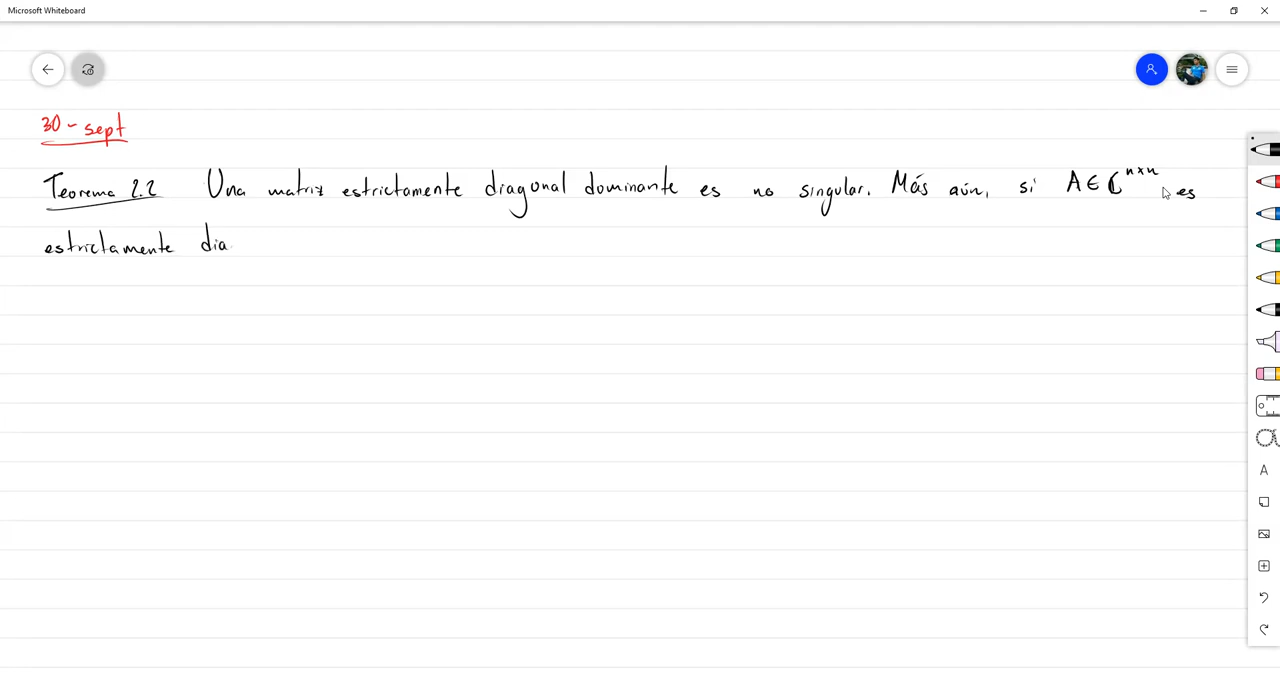 Microsoft Whiteboard
30 - sept
Teorema 2.2 Una matriz estrictamente diagonal dominante es no singular. Más aún, si A ∈ ℂⁿˣⁿ es
estrictamente dia
A